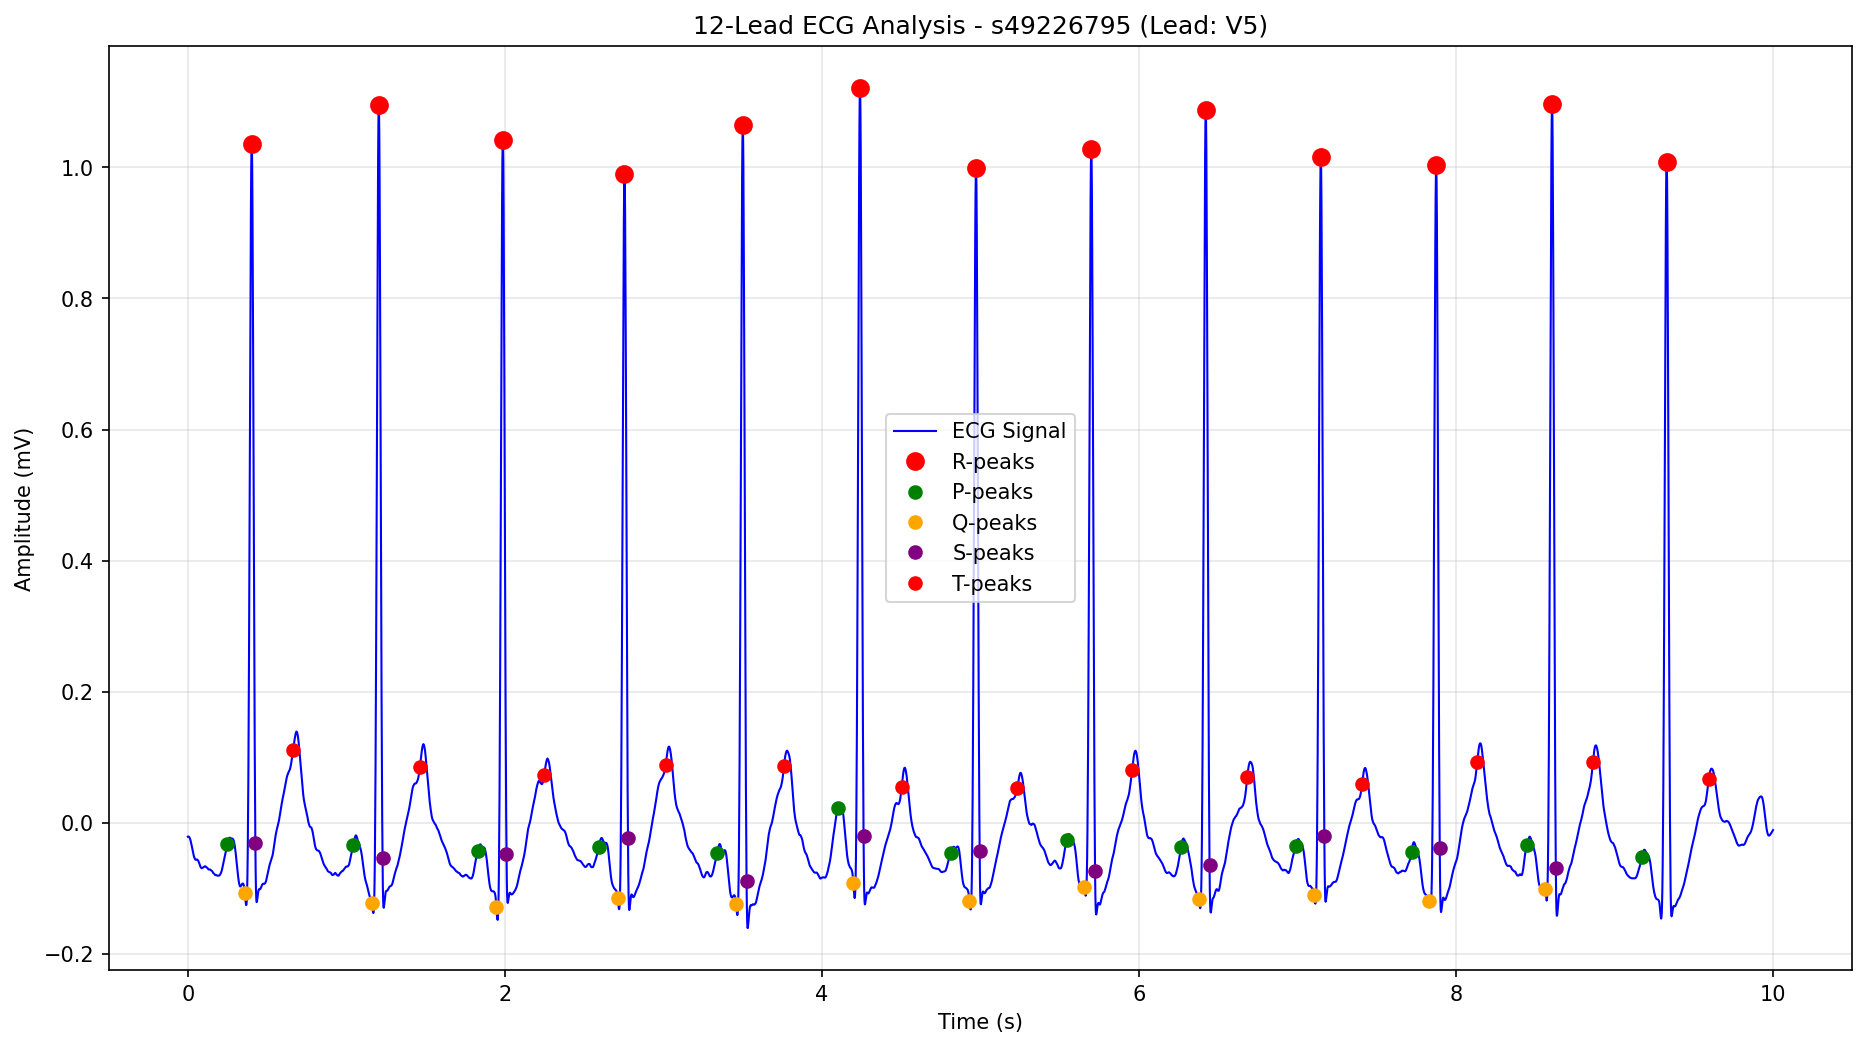 12-Lead ECG Analysis - s49226795 (Lead: V5)
Amplitude (mV)
1.0
0.8
0.6
0.4
0.2
0.0
−0.2
ECG Signal
R-peaks
P-peaks
Q-peaks
S-peaks
T-peaks
0 2 4 6 8 10
Time (s)